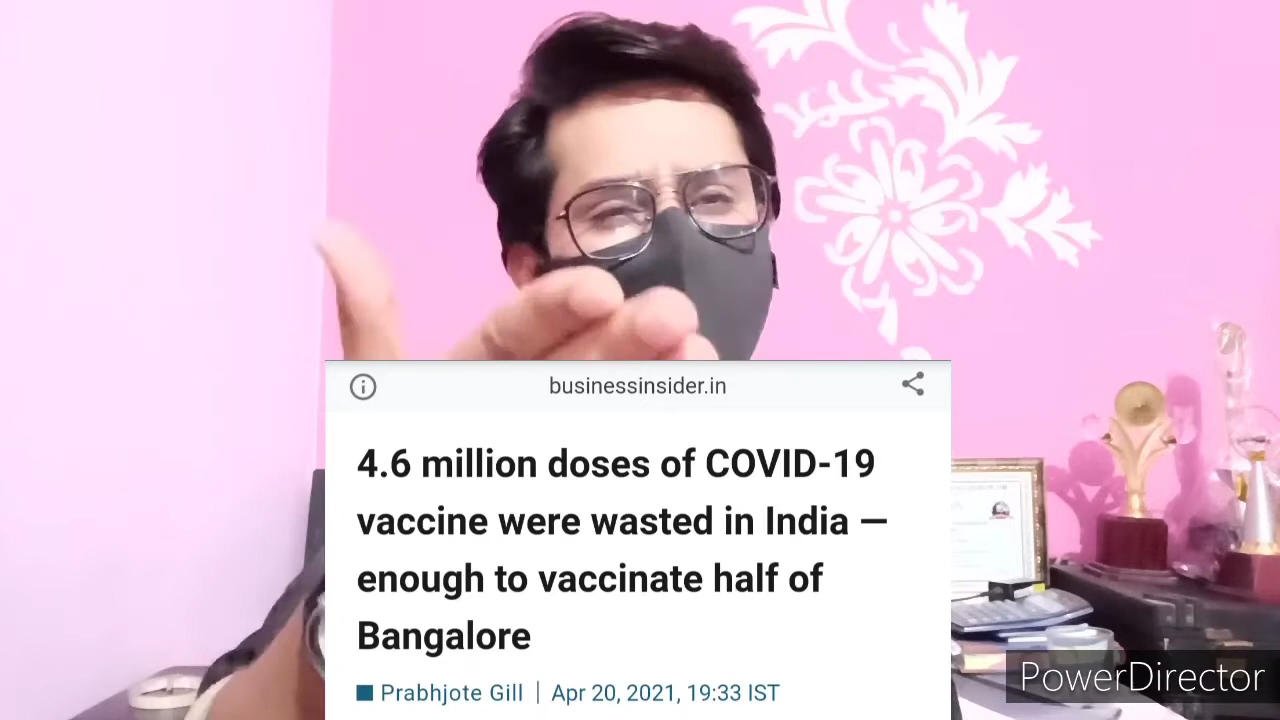 businessinsider.in
4.6 million doses of COVID-19
vaccine were wasted in India —
enough to vaccinate half of
Bangalore
Prabhjote Gill | Apr 20, 2021, 19:33 IST
PowerDirector